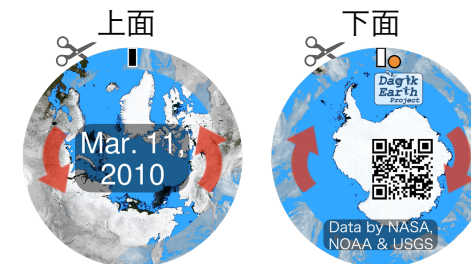 上面
下面
Mar. 11,
2010
Dagik
Earth
Project
Data by NASA,
NOAA & USGS